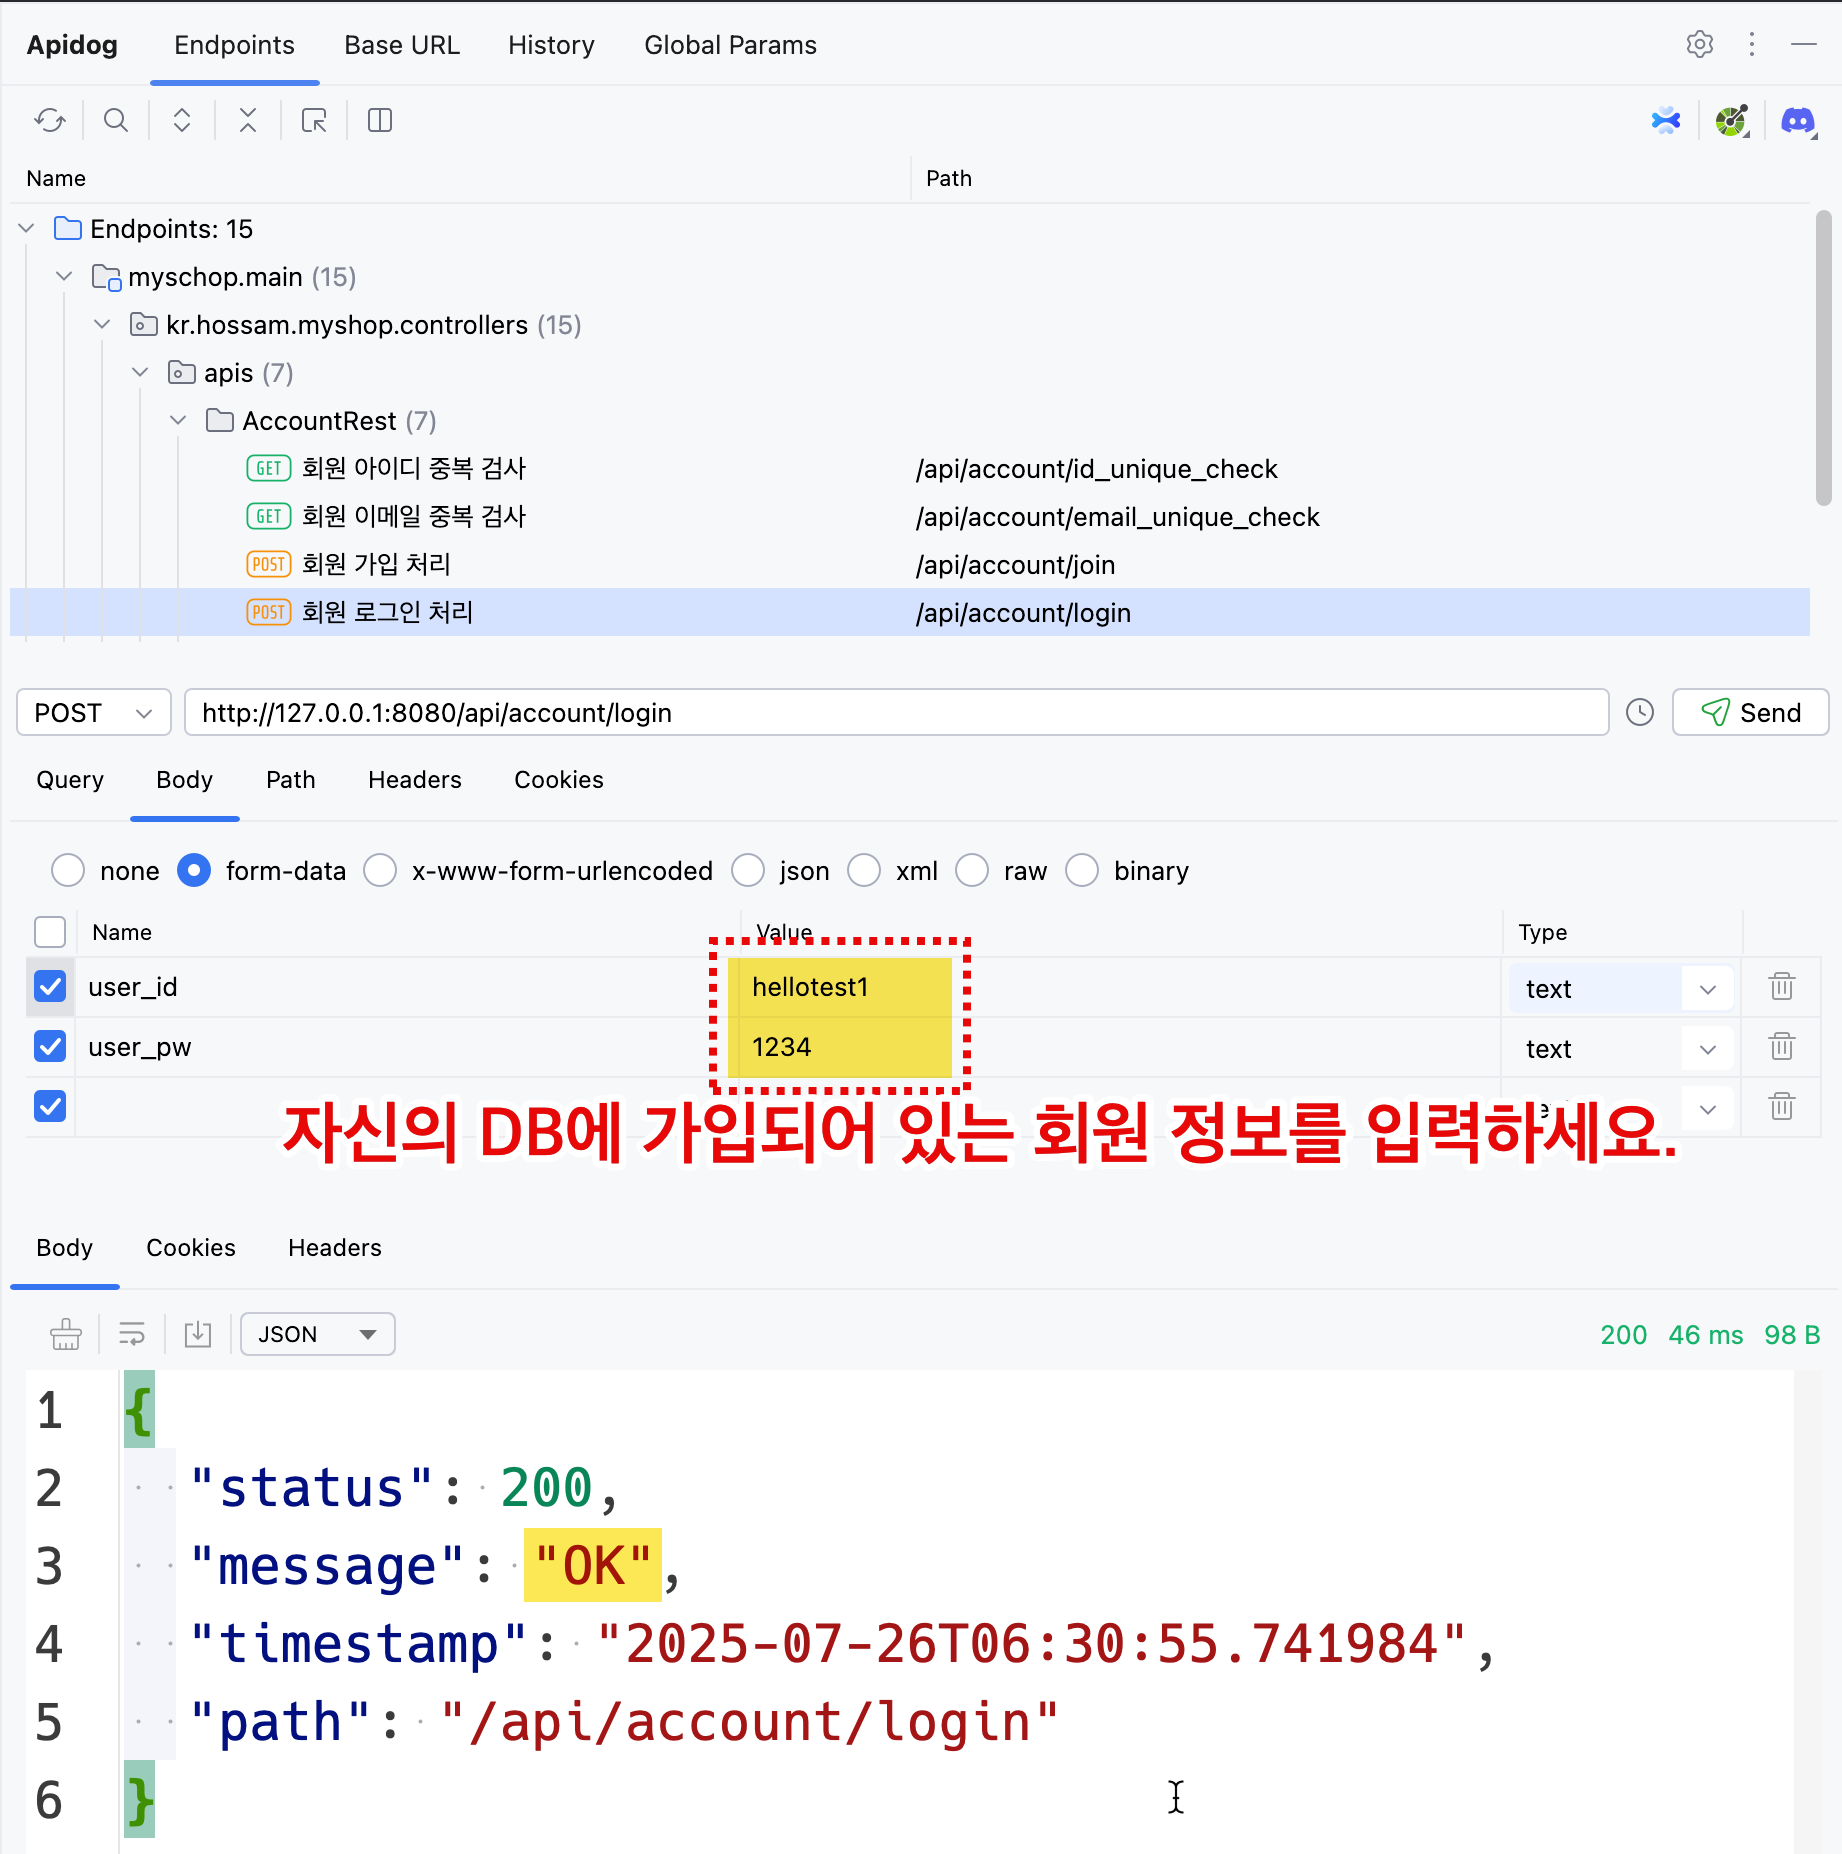 Apidog Endpoints Base URL History Global Params
Name Path
Endpoints: 15
myschop.main (15)
kr.hossam.myshop.controllers (15)
apis (7)
AccountRest (7)
GET 회원 아이디 중복 검사 /api/account/id_unique_check
GET 회원 이메일 중복 검사 /api/account/email_unique_check
POST 회원 가입 처리 /api/account/join
POST 회원 로그인 처리 /api/account/login
POST http://127.0.0.1:8080/api/account/login Send
Query Body Path Headers Cookies
none form-data x-www-form-urlencoded json xml raw binary
Name Value Type
user_id hellotest1 text
user_pw 1234 text
자신의 DB에 가입되어 있는 회원 정보를 입력하세요.
Body Cookies Headers
JSON 200 46 ms 98 B
1 {
2 "status": 200,
3 "message": "OK",
4 "timestamp": "2025-07-26T06:30:55.741984",
5 "path": "/api/account/login"
6 }